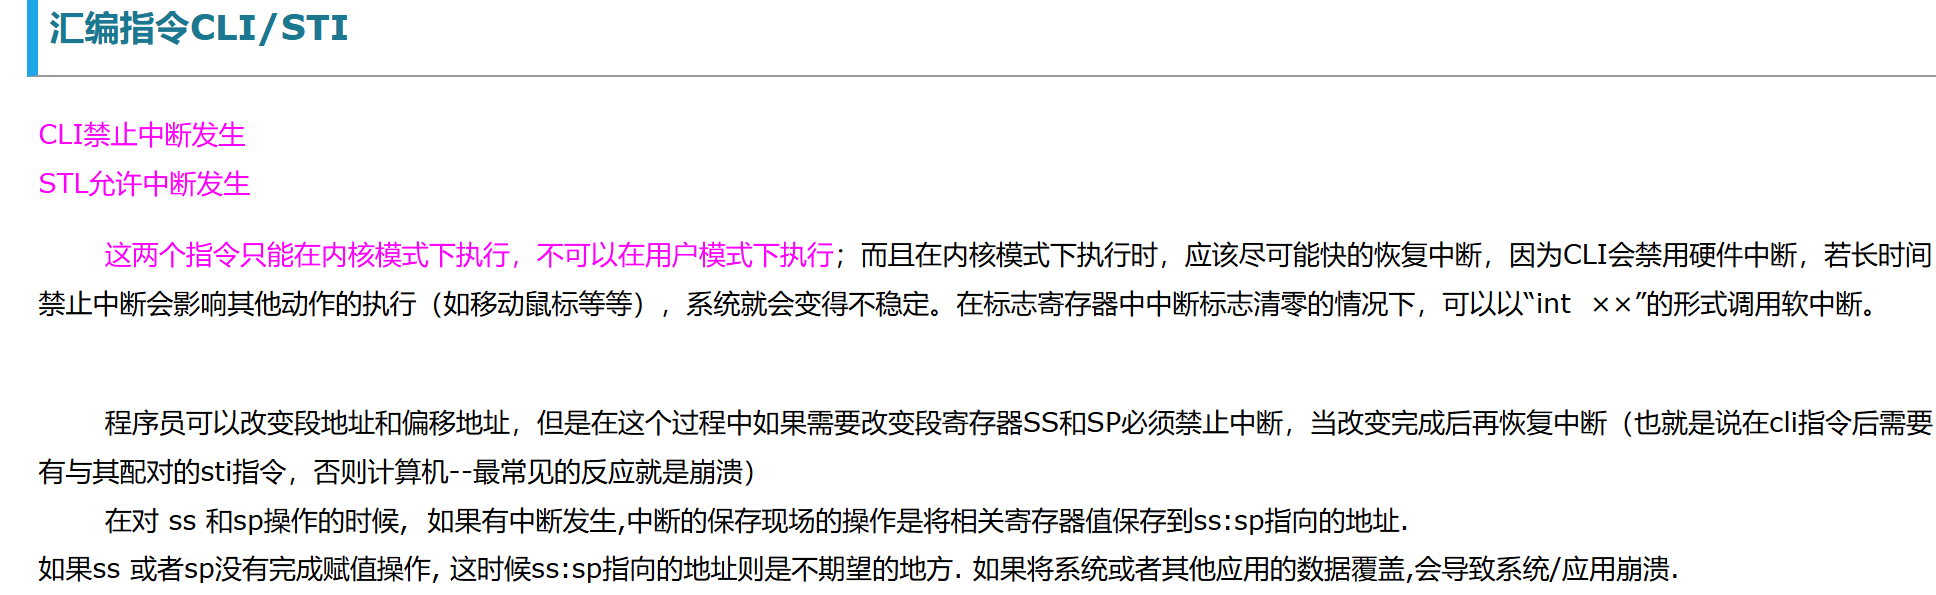 汇编指令CLI/STI
CLI禁止中断发生
STL允许中断发生
这两个指令只能在内核模式下执行，不可以在用户模式下执行；而且在内核模式下执行时，应该尽可能快的恢复中断，因为CLI会禁用硬件中断，若长时间
禁止中断会影响其他动作的执行（如移动鼠标等等），系统就会变得不稳定。在标志寄存器中中断标志清零的情况下，可以以“int  ××”的形式调用软中断。
程序员可以改变段地址和偏移地址，但是在这个过程中如果需要改变段寄存器SS和SP必须禁止中断，当改变完成后再恢复中断（也就是说在cli指令后需要
有与其配对的sti指令，否则计算机--最常见的反应就是崩溃）
在对 ss 和sp操作的时候，如果有中断发生,中断的保存现场的操作是将相关寄存器值保存到ss:sp指向的地址.
如果ss 或者sp没有完成赋值操作, 这时候ss:sp指向的地址则是不期望的地方. 如果将系统或者其他应用的数据覆盖,会导致系统/应用崩溃.